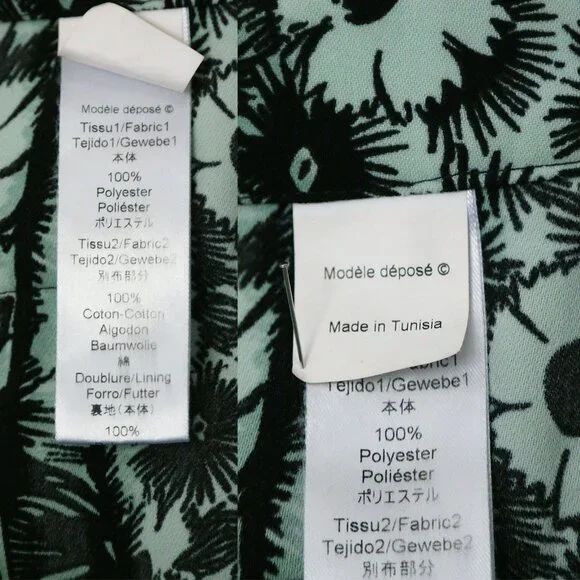 Modèle déposé ©
Tissu1/Fabric1
Tejido1/Gewebe1
本体
100%
Polyester
Poliéster
ポリエステル
Tissu2/Fabric2
Tejido2/Gewebe2
別布部分
100%
Coton-Cotton
Algodon
Baumwolle
綿
Doublure/Lining
Forro/Futter
裏地(本体)
100%
Modèle déposé ©
Made in Tunisia
Tejido1/Gewebe1
本体
100%
Polyester
Poliéster
ポリエステル
Tissu2/Fabric2
Tejido2/Gewebe2
別布部分